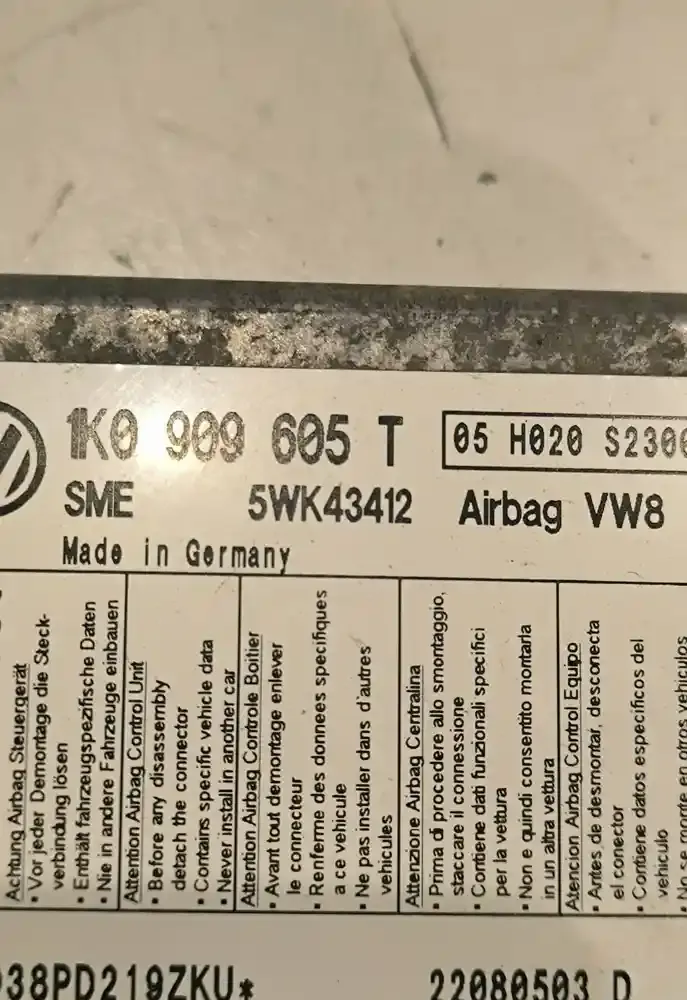 1K0 909 605 T
05 H020 S2300
SME 5WK43412 Airbag VW8
Made in Germany
Achtung Airbag Steuergerät
• Vor jeder Demontage die Steck-
verbindung lösen
• Enthält fahrzeugspezifische Daten
• Nie in andere Fahrzeuge einbauen
Attention Airbag Control Unit
• Before any disassembly
detach the connector
• Contains specific vehicle data
• Never install in another car
Attention Airbag Controle Boitier
• Avant tout demontage enlever
le connecteur
• Renferme des donnees specifiques
a ce vehicule
• Ne pas installer dans d'autres
vehicules
Attenzione Airbag Centralina
• Prima di procedere allo smontaggio,
staccare il connessione
• Contiene dati funzionali specifici
per la vettura
• Non e quindi consentito montarla
in un altra vettura
Atencion Airbag Control Equipo
• Antes de desmontar, desconecta
el conector
• Contiene datos especificos del
vehiculo
• No se monte en otros vehiculos
38PD219ZKU*
22080503 D